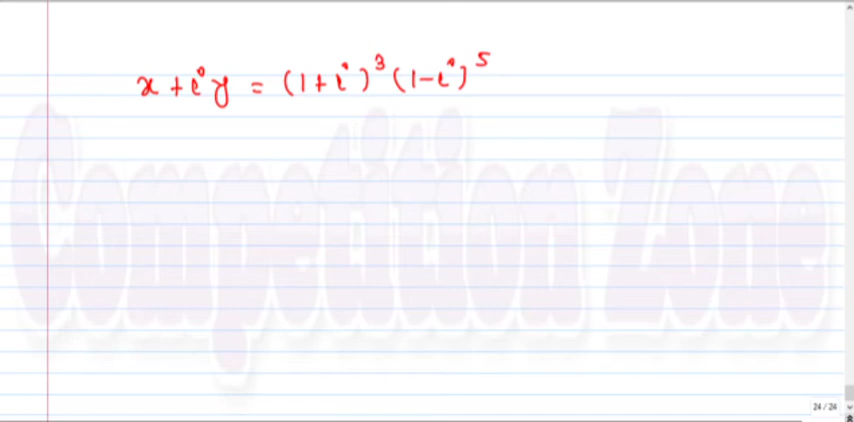 x + iy = (1+i)³ (1-i)⁵
Competition Zone
24 / 24